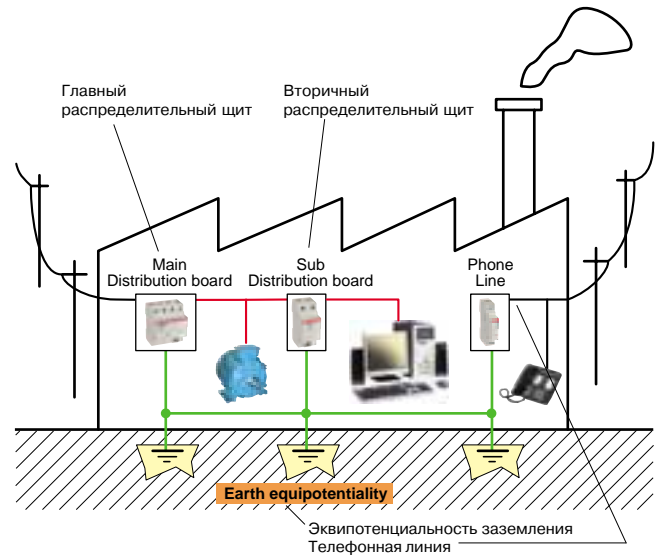 Главный
распределительный щит
Вторичный
распределительный щит
Main
Distribution board
Sub
Distribution board
Phone
Line
Earth equipotentiality
Эквипотенциальность заземления
Телефонная линия